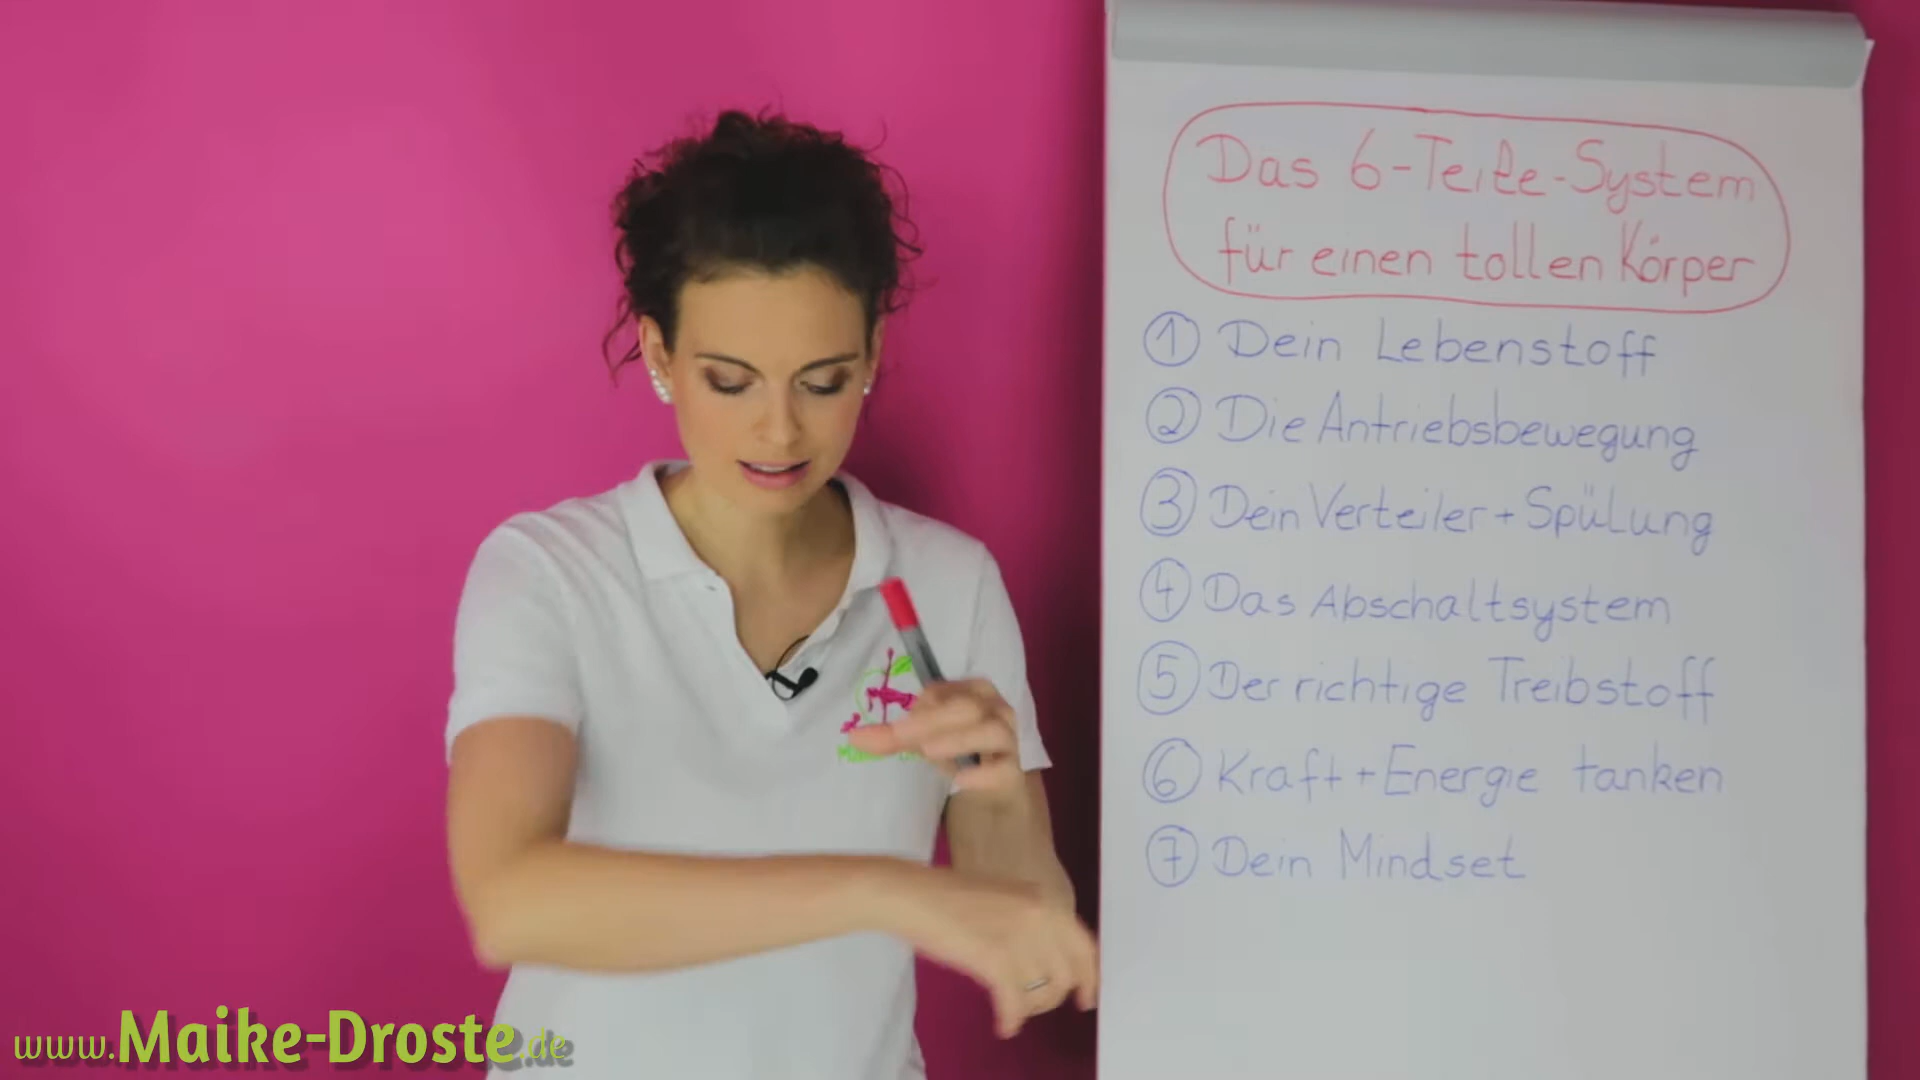 Das 6-Teile-System
für einen tollen Körper
① Dein Lebenstoff
② Die Antriebsbewegung
③ Dein Verteiler + Spülung
④ Das Abschaltsystem
⑤ Der richtige Treibstoff
⑥ Kraft + Energie tanken
⑦ Dein Mindset
www.Maike-Droste.de